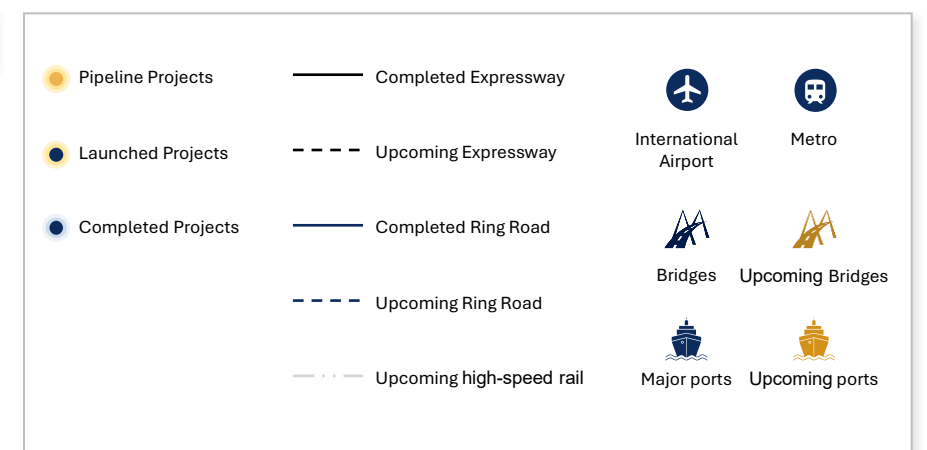 Pipeline Projects
Launched Projects
Completed Projects
Completed Expressway
Upcoming Expressway
Completed Ring Road
Upcoming Ring Road
Upcoming high-speed rail
International
Airport
Metro
Bridges
Upcoming Bridges
Major ports
Upcoming ports